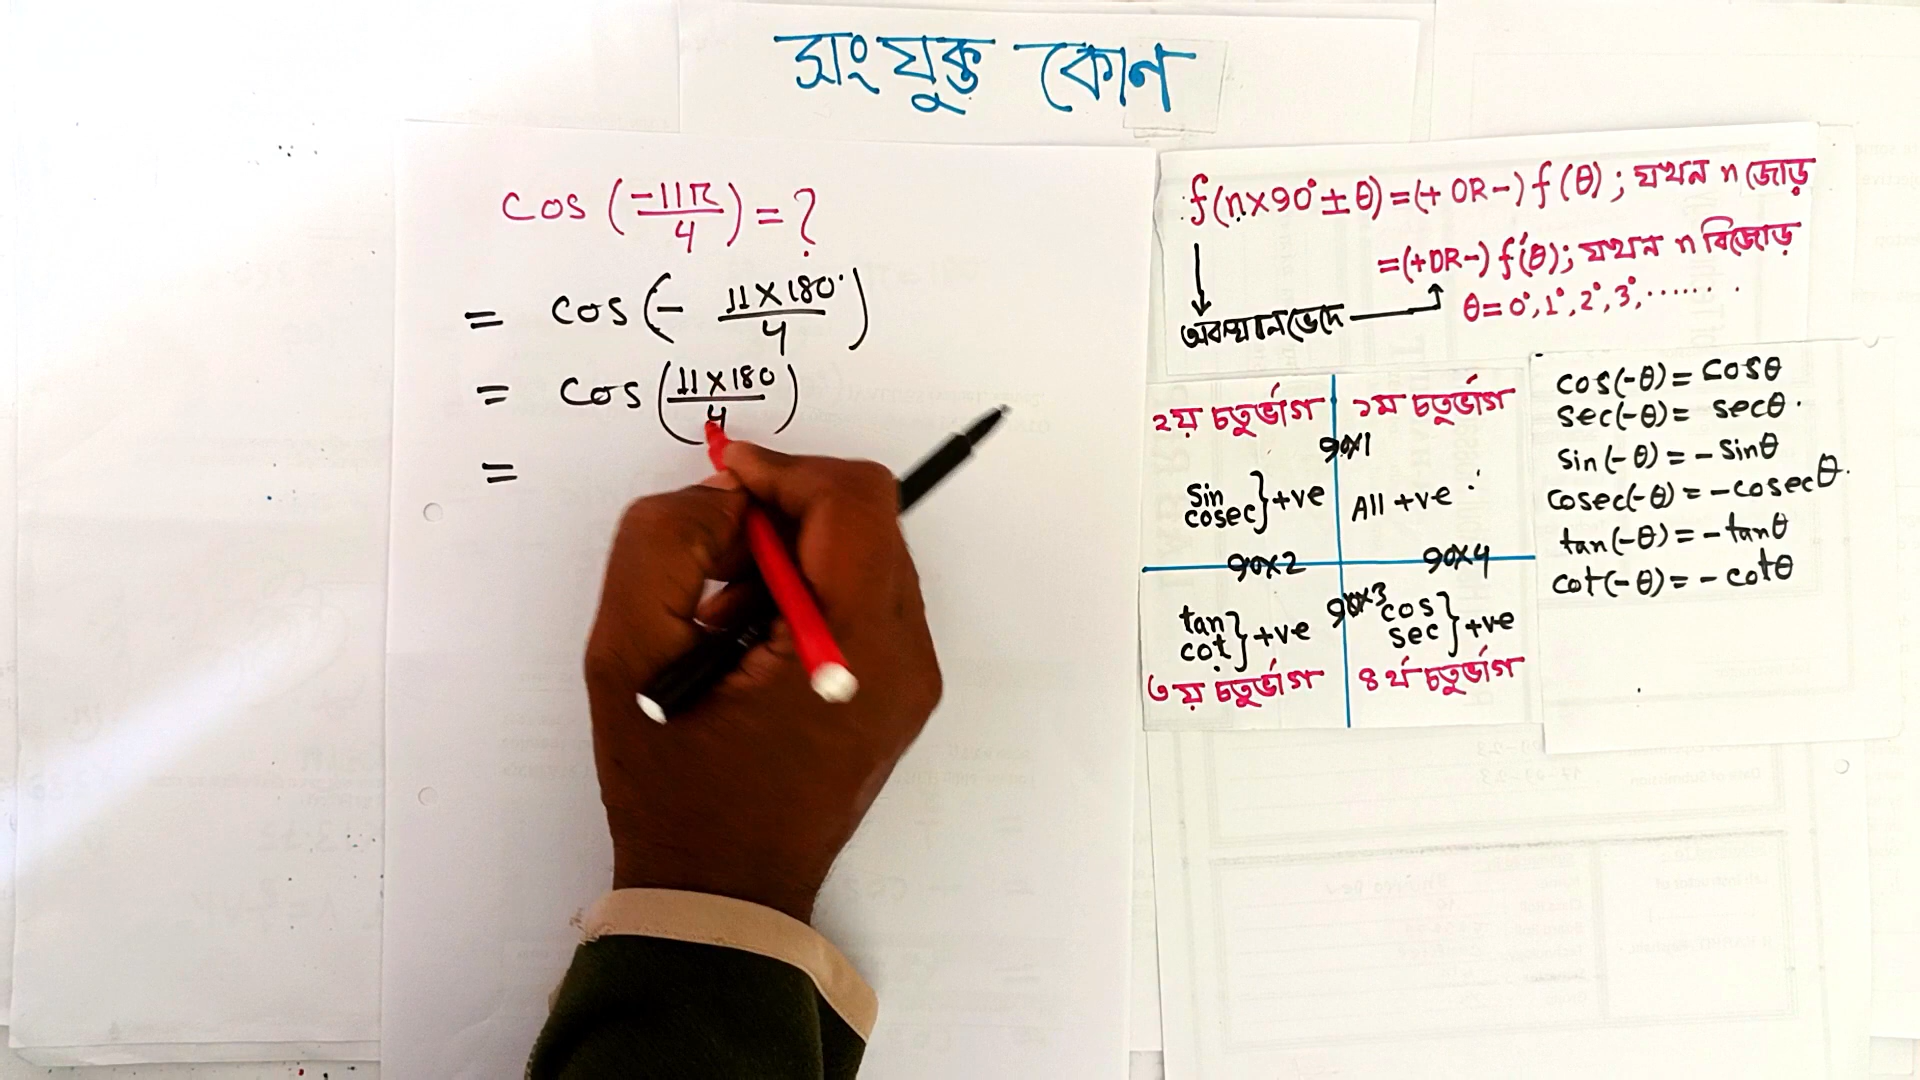 সংযুক্ত কোন
cos (-11π/4) = ?
= cos (- 11×180°/4)
= cos (11×180/4)
=
f(n×90°±θ)=(+ OR -) f(θ); যখন n জোড়
=(+OR-) f'(θ); যখন n বিজোড়
θ=0°,1°,2°,3°,.......
অবস্থানভেদে
২য় চতুর্ভাগ
১ম চতুর্ভাগ
90×1
sin
cosec} +ve
All +ve
90×2
90×4
90×3
tan
cot} +ve
cos
sec} +ve
৩য় চতুর্ভাগ
৪র্থ চতুর্ভাগ
cos(-θ)= cosθ
sec(-θ)= secθ.
sin(-θ)= - sinθ
cosec(-θ)= -cosecθ.
tan(-θ)= - tanθ
cot(-θ)= - cotθ